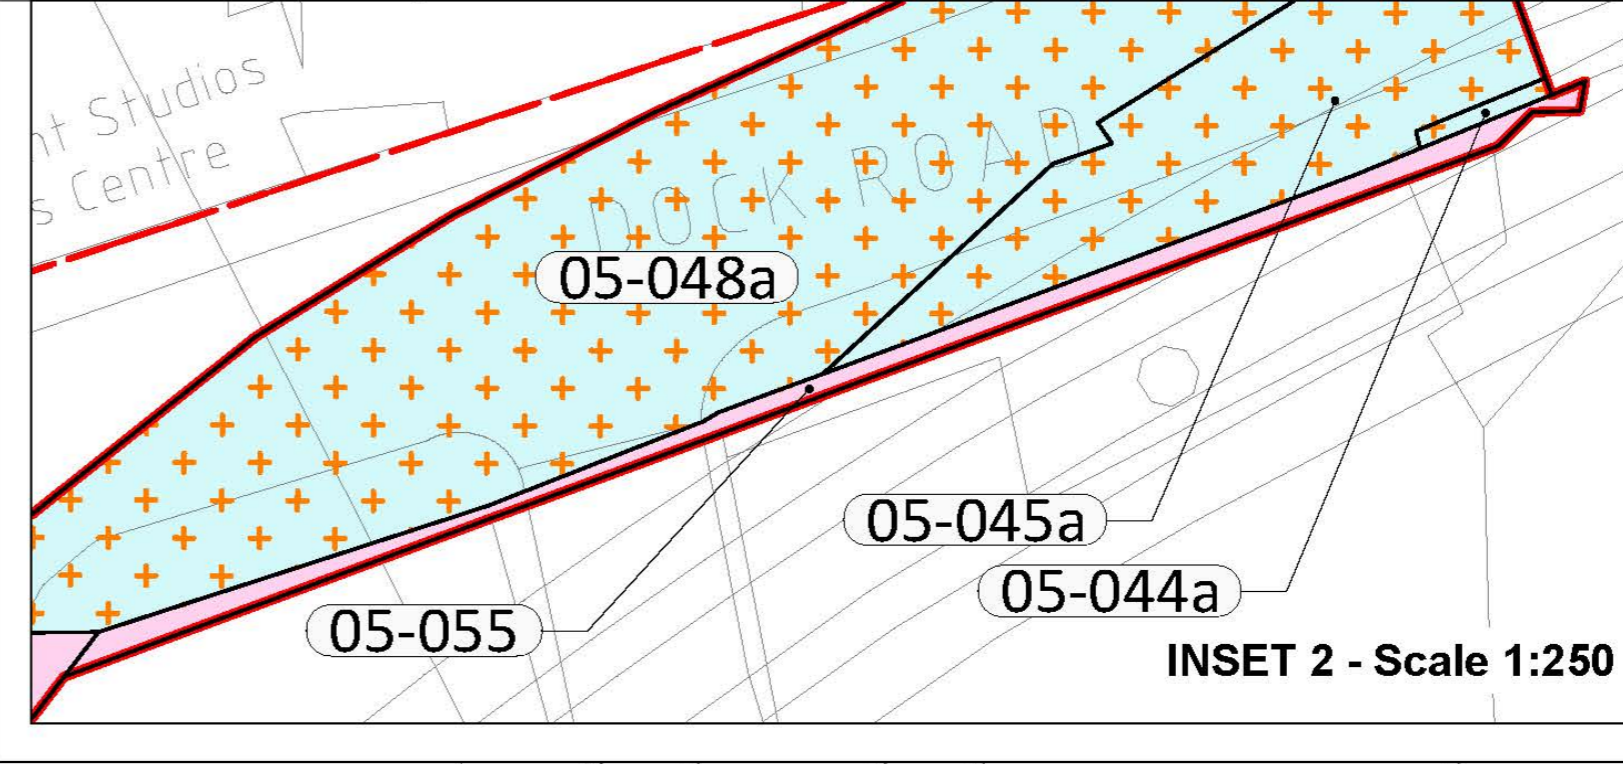 nt Studios
s Centre
DOCK ROAD
05-048a
05-045a
05-044a
05-055
INSET 2 - Scale 1:250